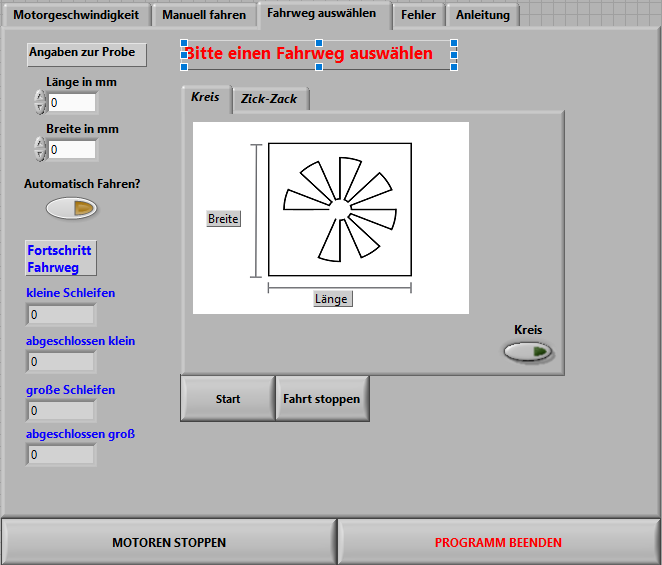 Motorgeschwindigkeit
Manuell fahren
Fahrweg auswählen
Fehler
Anleitung
Angaben zur Probe
Bitte einen Fahrweg auswählen
Länge in mm
0
Breite in mm
0
Automatisch Fahren?
Fortschritt
Fahrweg
kleine Schleifen
0
abgeschlossen klein
0
große Schleifen
0
abgeschlossen groß
0
Kreis
Zick-Zack
Breite
Länge
Kreis
Start
Fahrt stoppen
MOTOREN STOPPEN
PROGRAMM BEENDEN